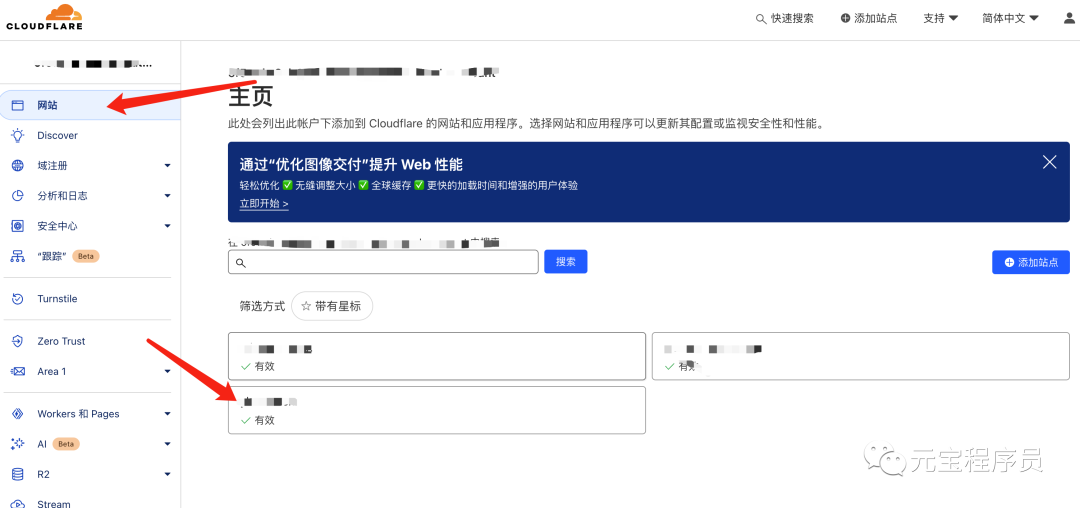 CLOUDFLARE
快速搜索
添加站点
支持
简体中文
网站
Discover
域注册
分析和日志
安全中心
“跟踪” Beta
Turnstile
Zero Trust
Area 1
Workers 和 Pages
AI Beta
R2
Stream
主页
此处会列出此帐户下添加到 Cloudflare 的网站和应用程序。选择网站和应用程序可以更新其配置或监视安全性和性能。
通过“优化图像交付”提升 Web 性能
轻松优化 ✅ 无缝调整大小 ✅ 全球缓存 ✅ 更快的加载时间和增强的用户体验
立即开始 >
搜索
添加站点
筛选方式 ☆ 带有星标
有效
有效
元宝程序员